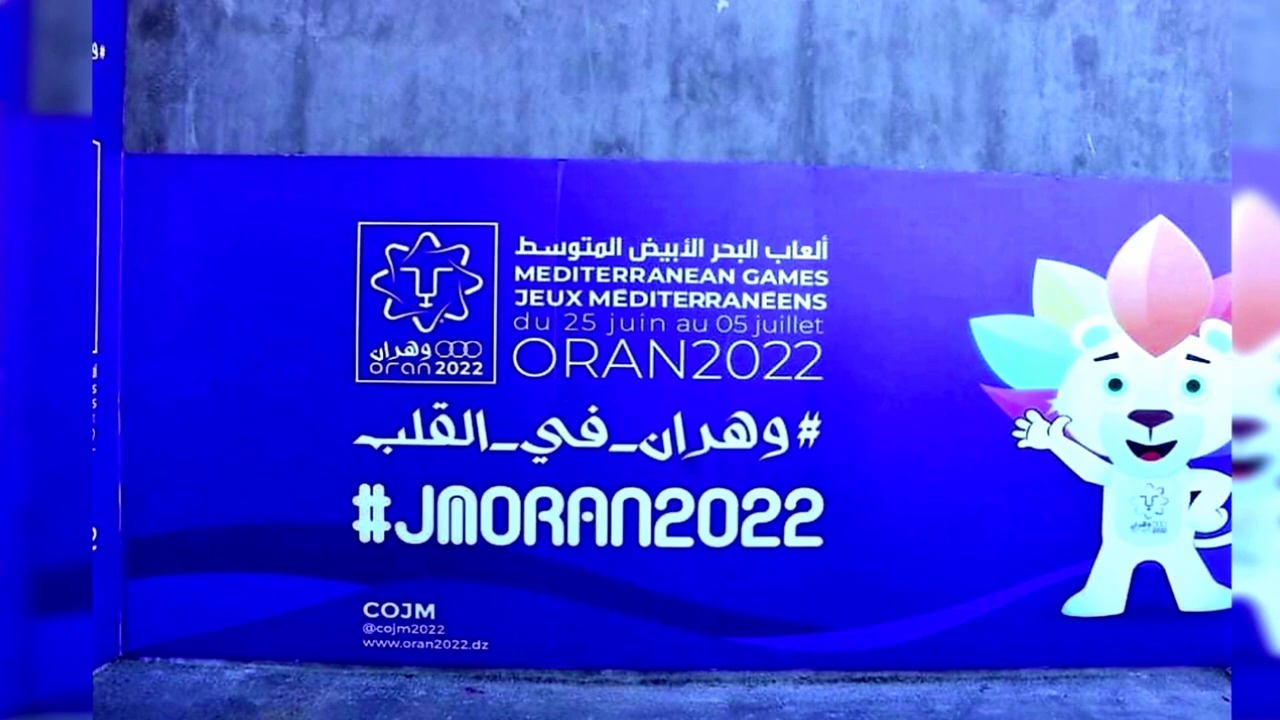 ألعاب البحر الأبيض المتوسط
MEDITERRANEAN GAMES
JEUX MÉDITERRANÉENS
du 25 juin au 05 juillet
ORAN2022
وهران
oran 2022
#وهران_في_القلب
#JMORAN2022
COJM
@cojm2022
www.oran2022.dz